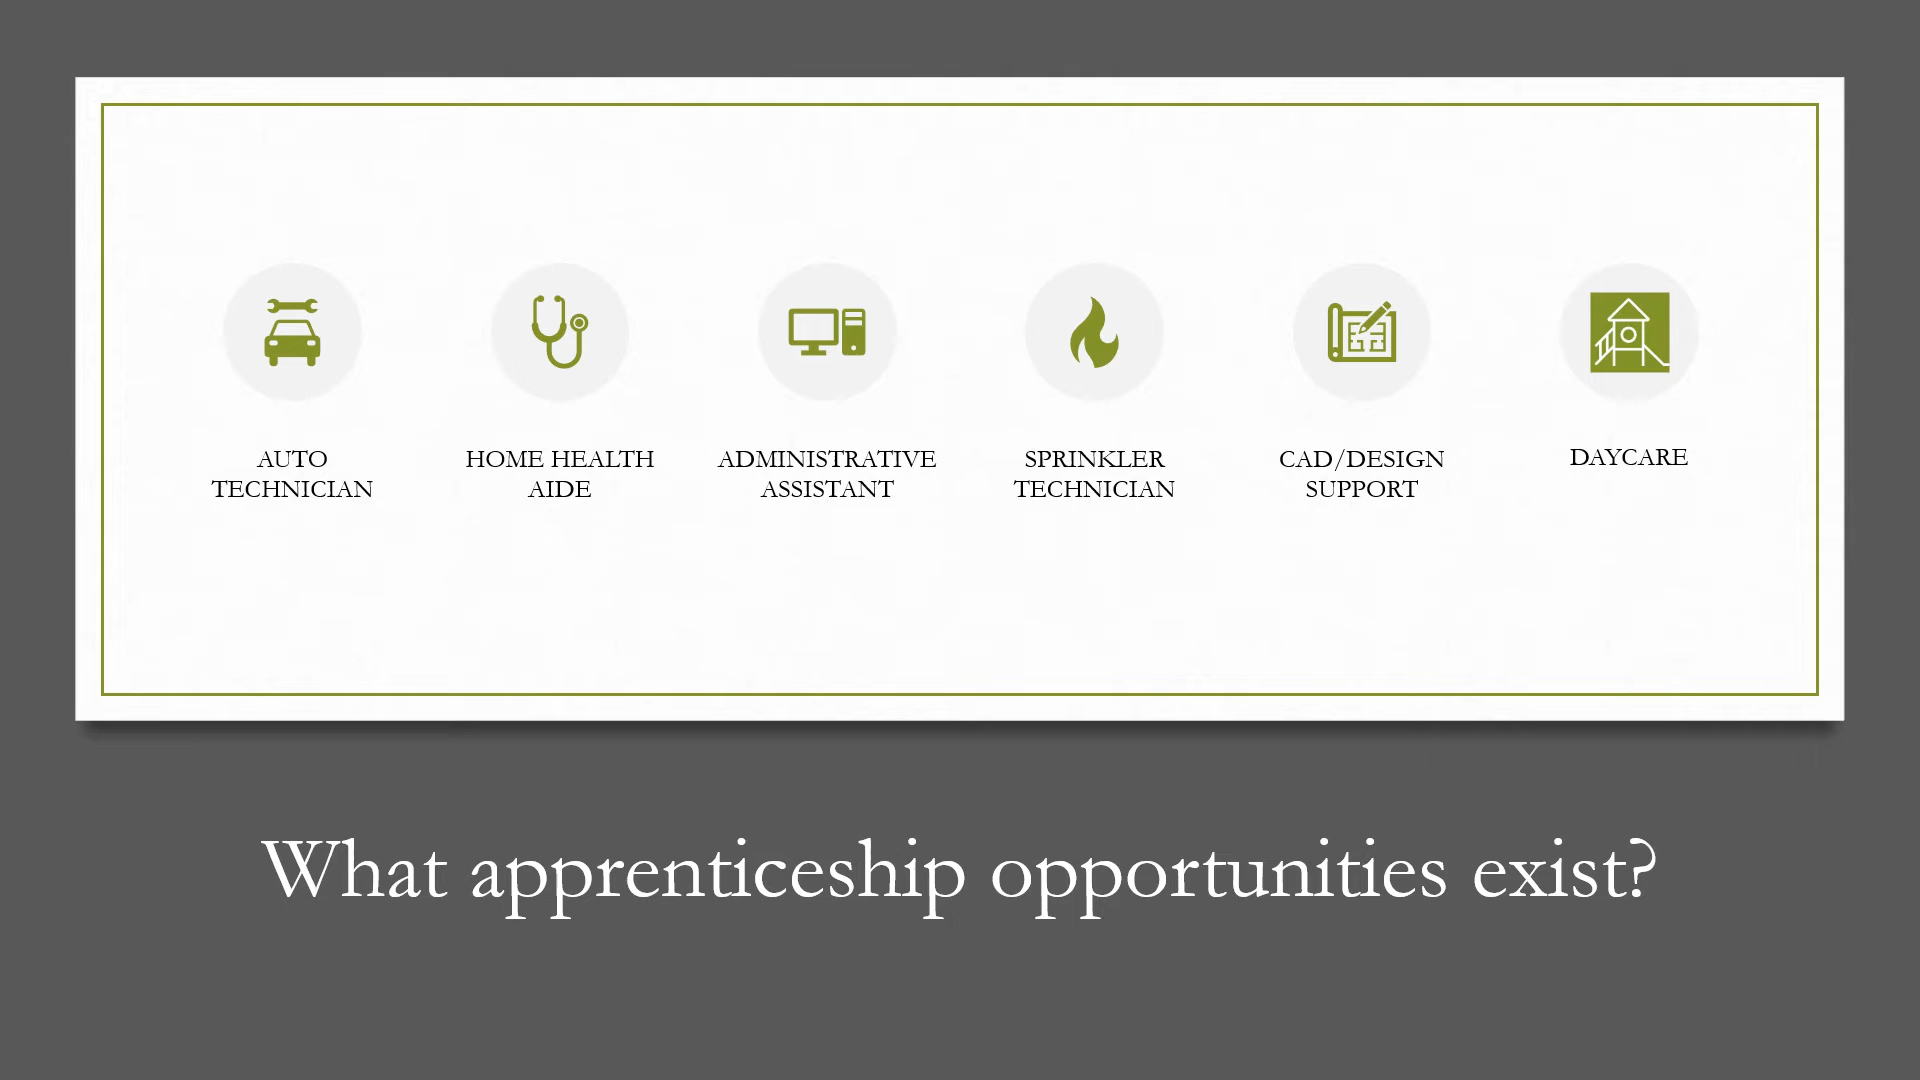 AUTO
TECHNICIAN
HOME HEALTH
AIDE
ADMINISTRATIVE
ASSISTANT
SPRINKLER
TECHNICIAN
CAD/DESIGN
SUPPORT
DAYCARE
What apprenticeship opportunities exist?